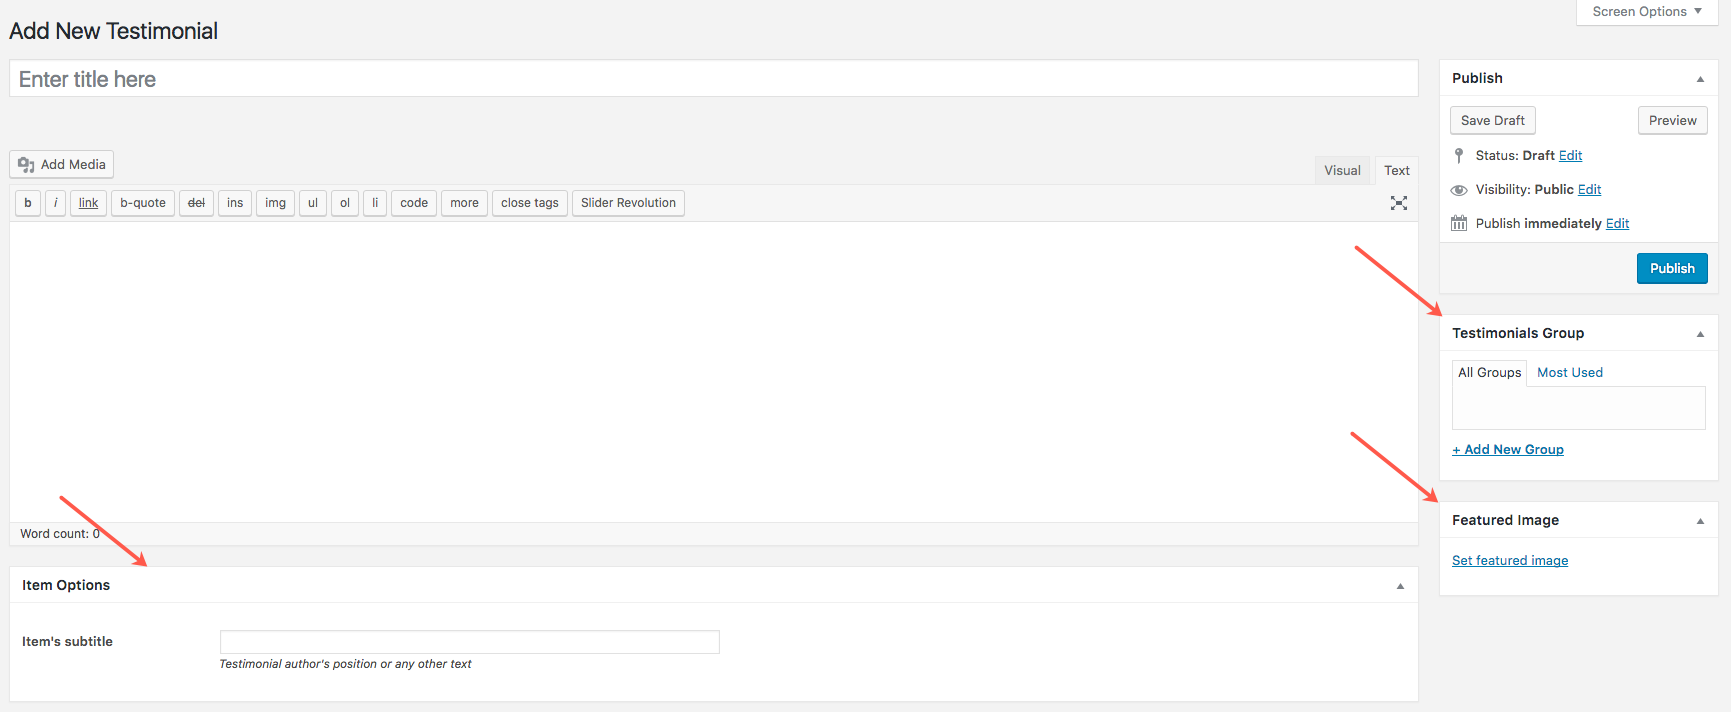 Screen Options
Add New Testimonial
Enter title here
Add Media
Visual Text
b i link b-quote del ins img ul ol li code more close tags Slider Revolution
Word count: 0
Item Options
Item's subtitle
Testimonial author's position or any other text
Publish
Save Draft Preview
Status: Draft Edit
Visibility: Public Edit
Publish immediately Edit
Publish
Testimonials Group
All Groups Most Used
+ Add New Group
Featured Image
Set featured image